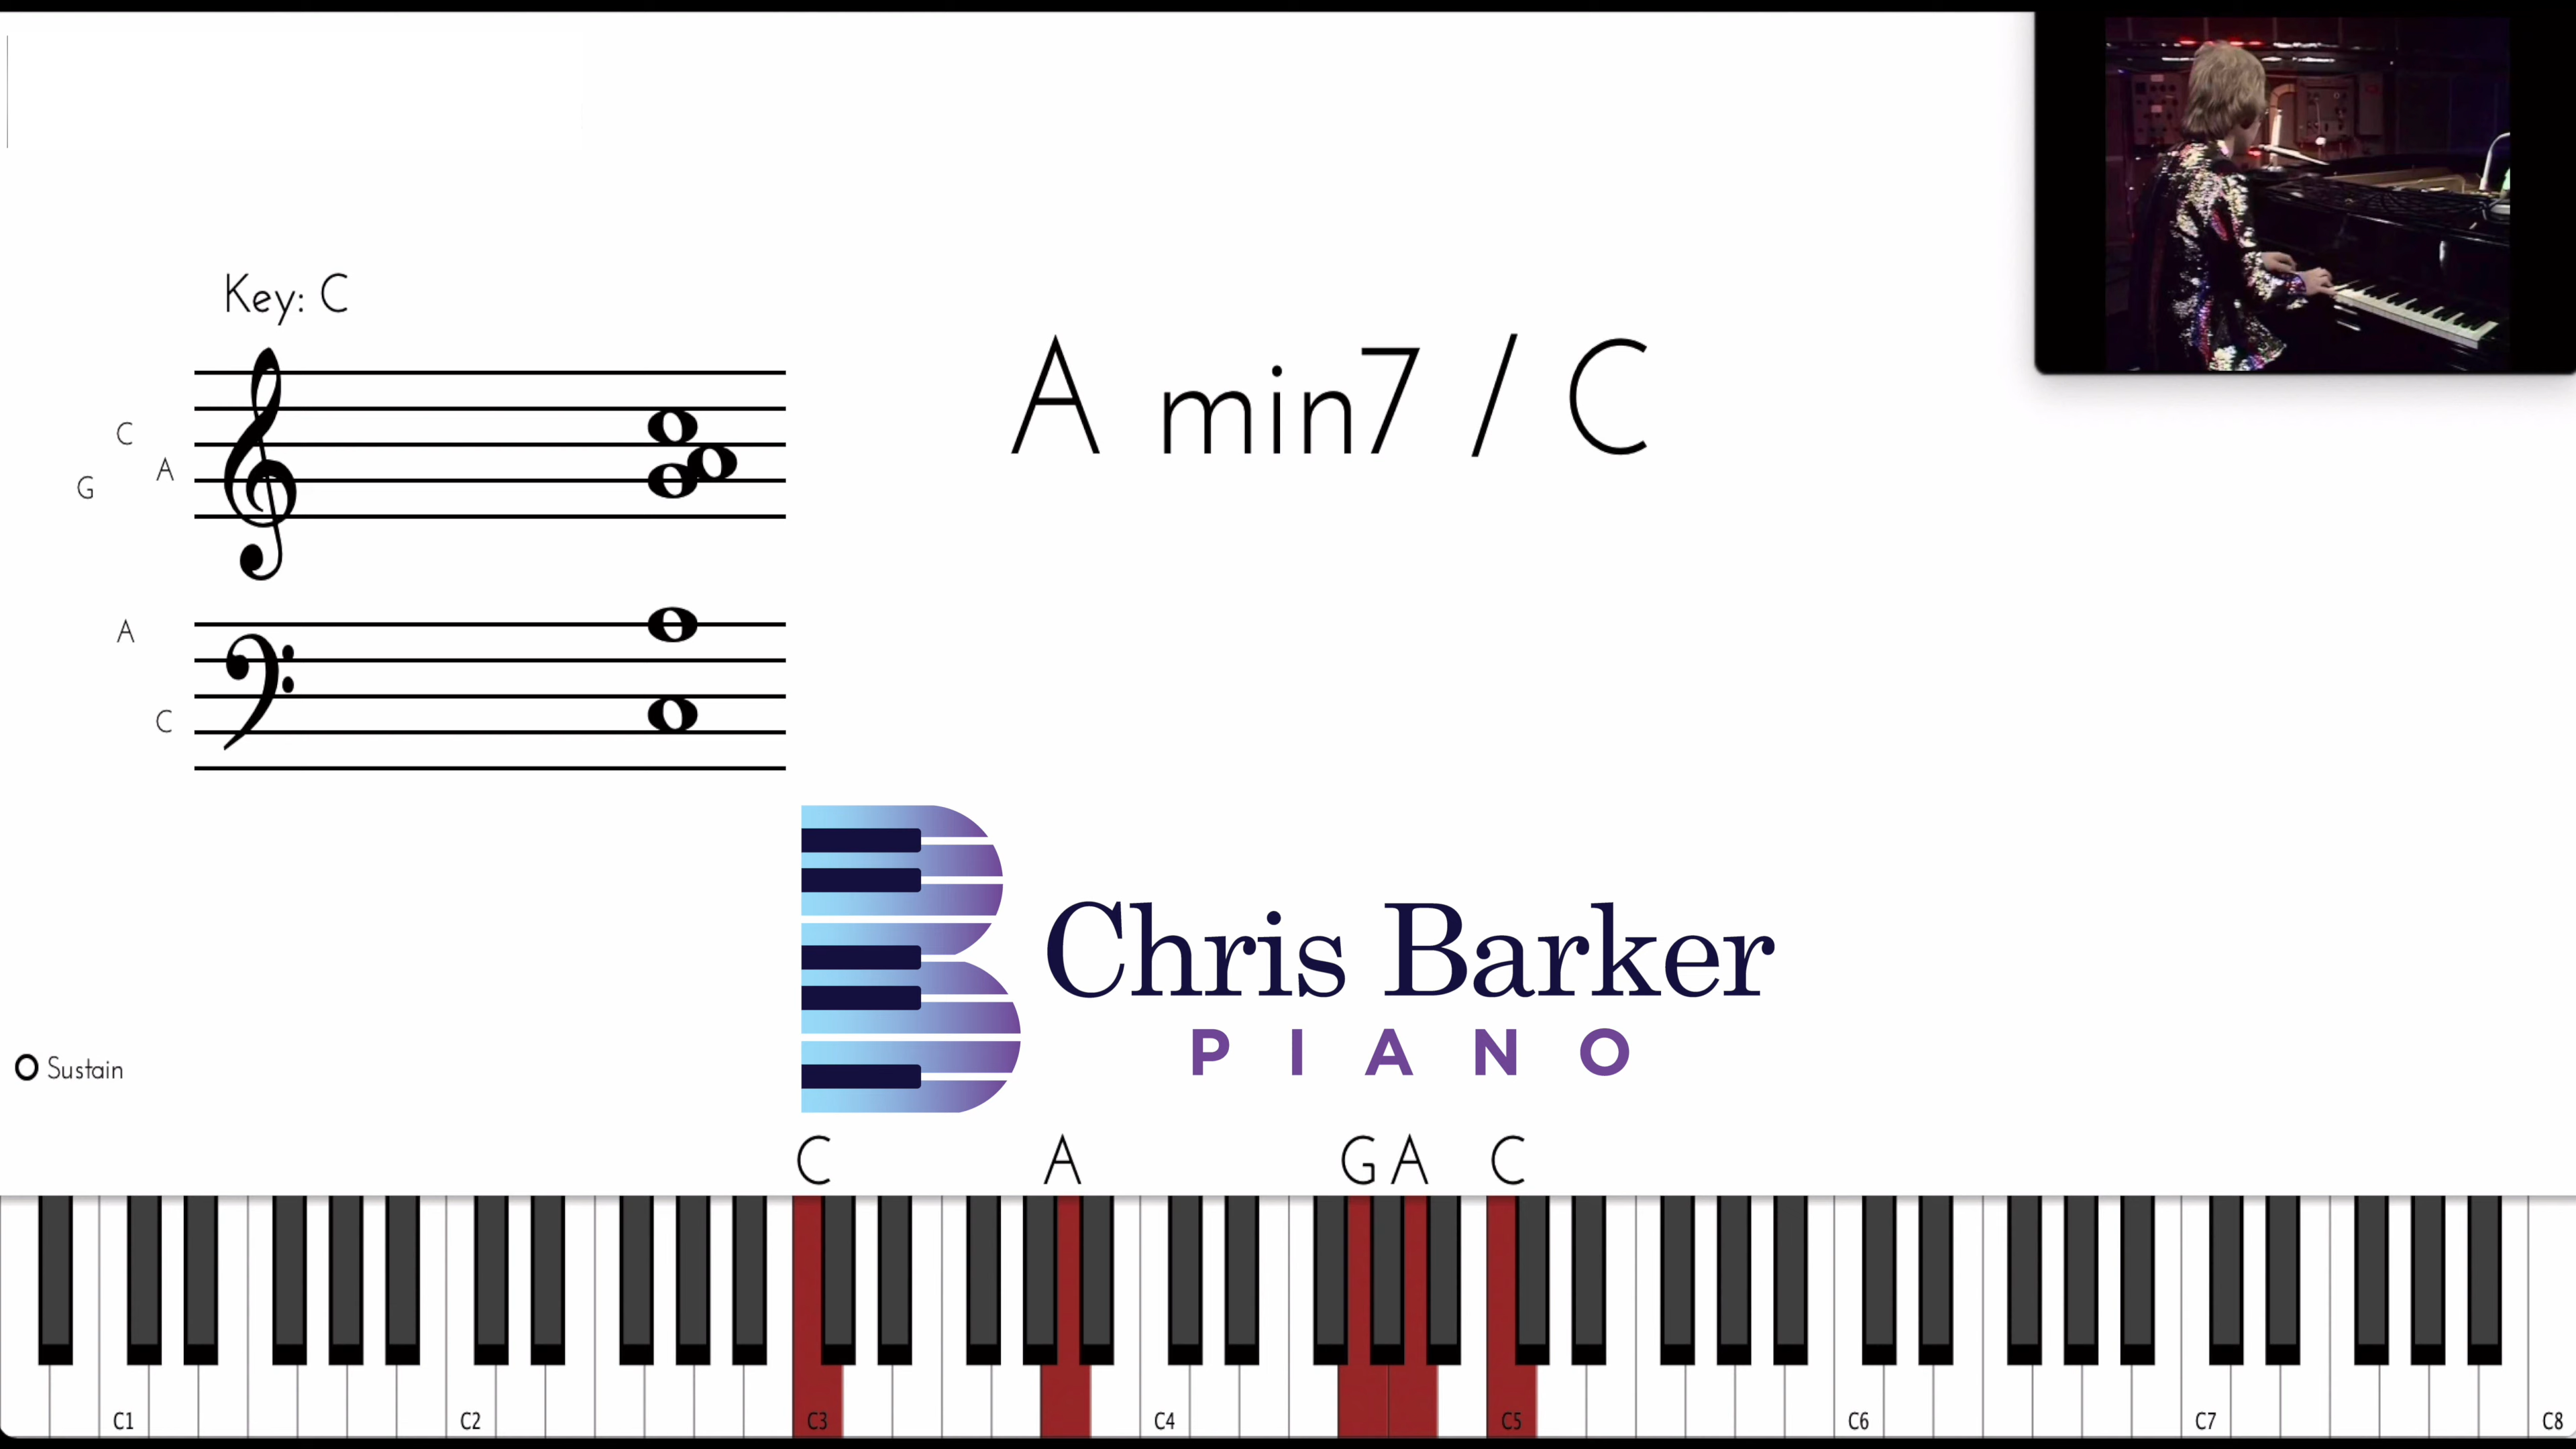 Key: C
A min7 / C
C
A
G
A
C
Chris Barker
PIANO
Sustain
C A G A C
C1 C2 C3 C4 C5 C6 C7 C8